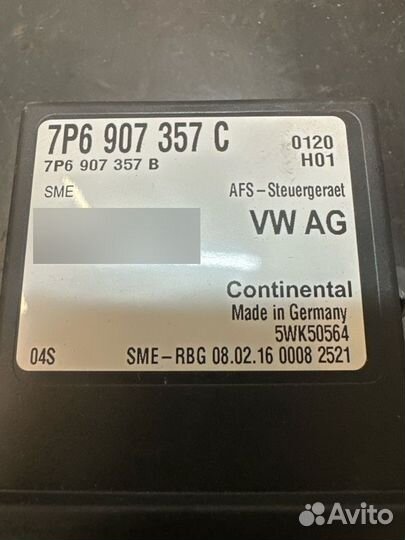 7P6 907 357 C 0120
7P6 907 357 B H01
SME AFS-Steuergeraet
VW AG
Continental
Made in Germany
5WK50564
04S SME-RBG 08.02.16 0008 2521
Avito